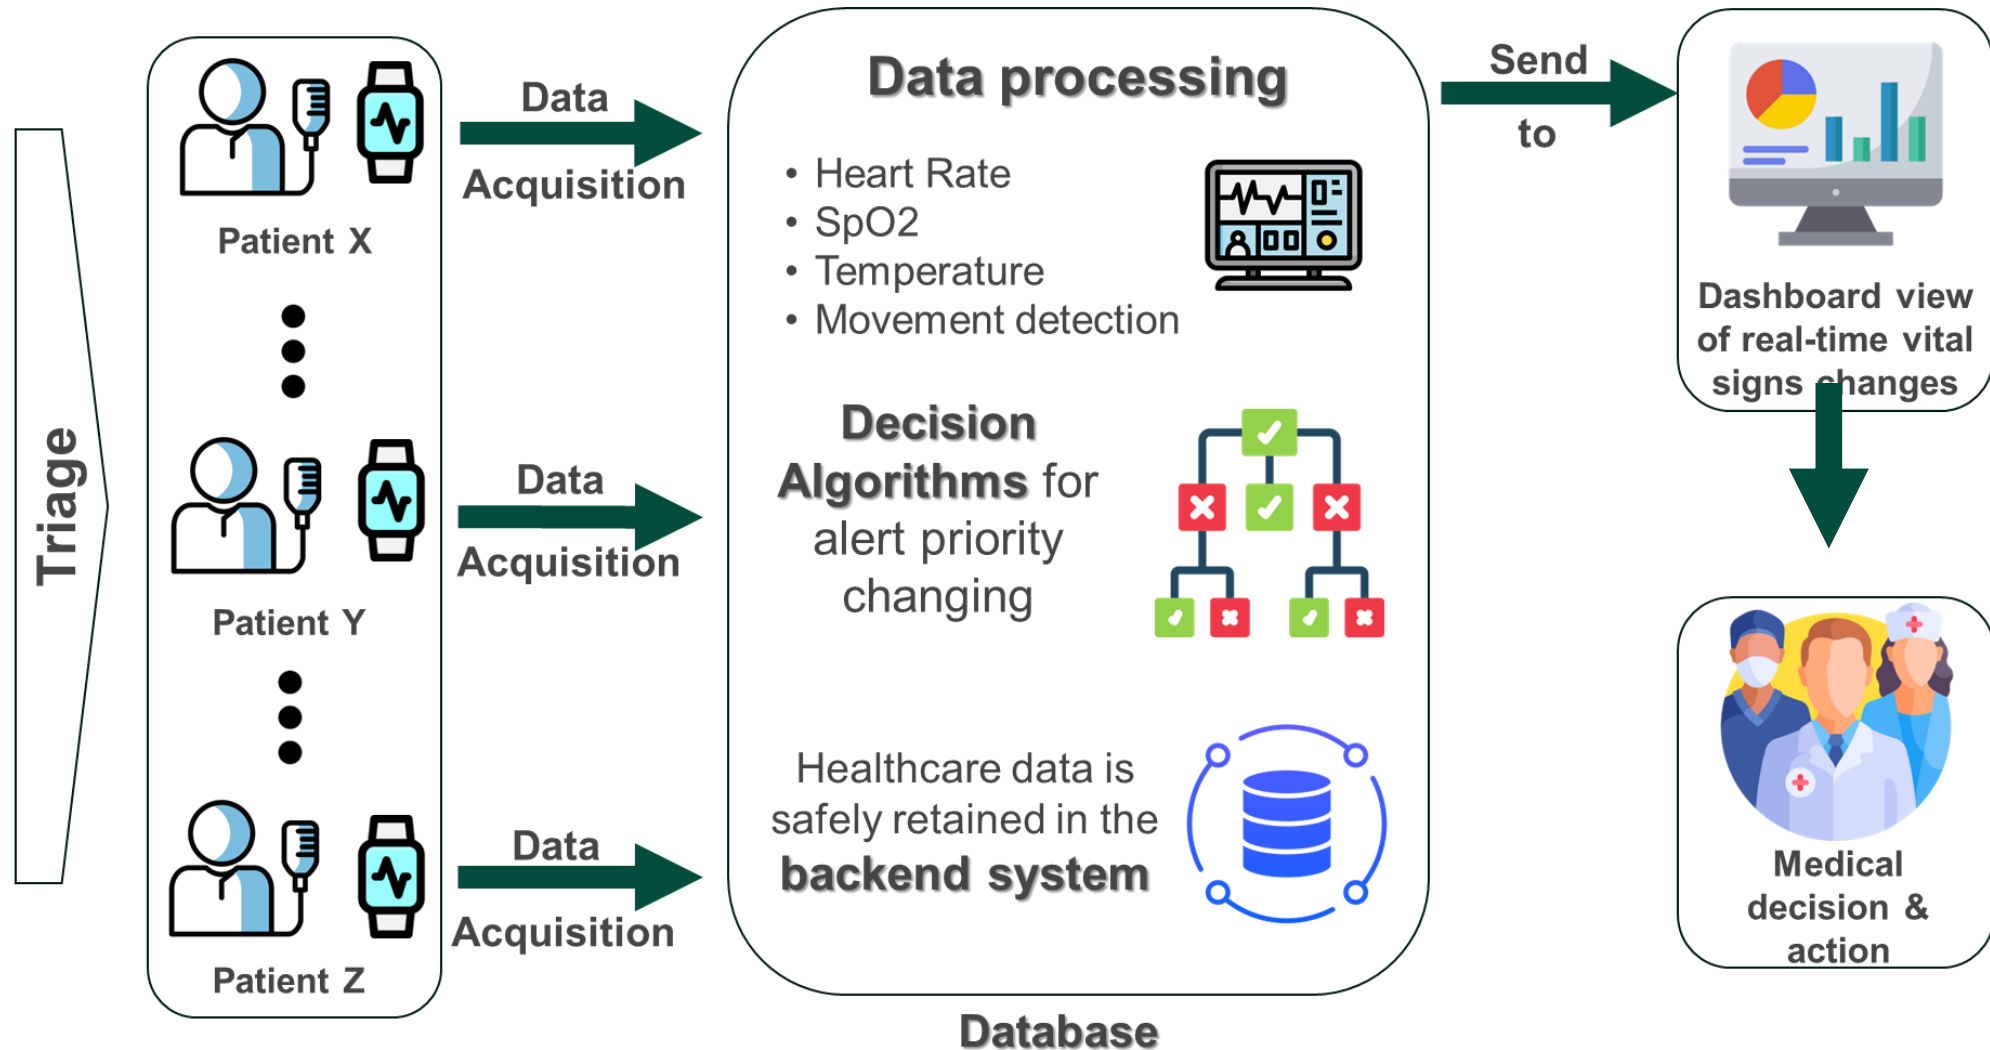 Triage
Patient X
Patient Y
Patient Z
Data
Acquisition
Data
Acquisition
Data
Acquisition
Data processing
• Heart Rate
• SpO2
• Temperature
• Movement detection
Decision
Algorithms for
alert priority
changing
Healthcare data is
safely retained in the
backend system
Database
Send
to
Dashboard view
of real-time vital
signs changes
Medical
decision &
action